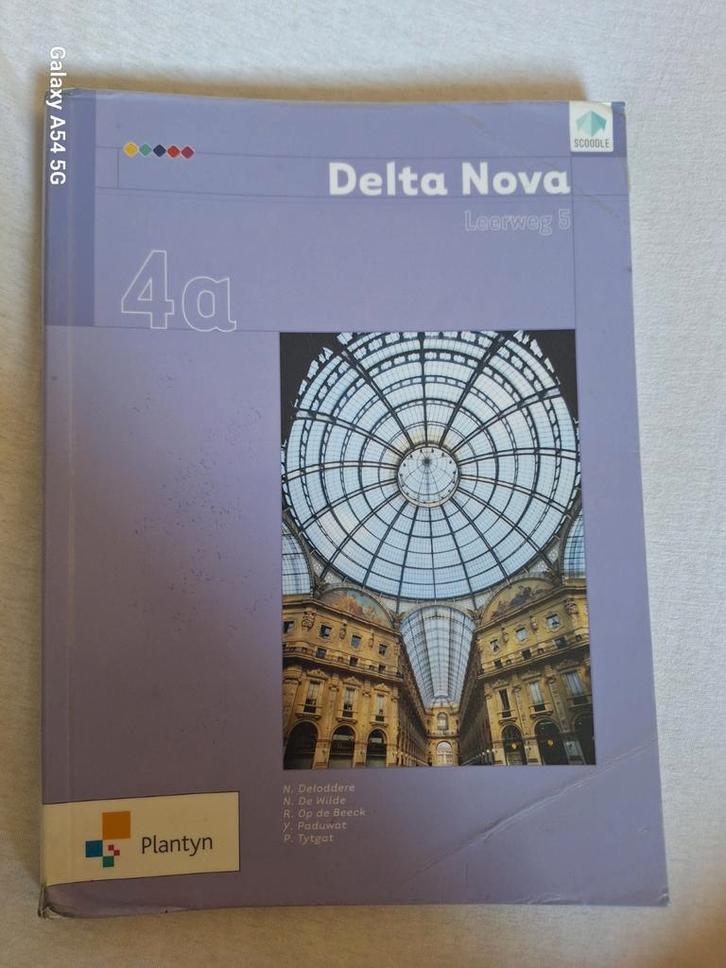 Galaxy A54 5G
SCOODLE
Delta Nova
Leerweg 5
4a
N. Deloddere
N. De Wilde
R. Op de Beeck
Y. Paduwat
P. Tytgat
Plantyn